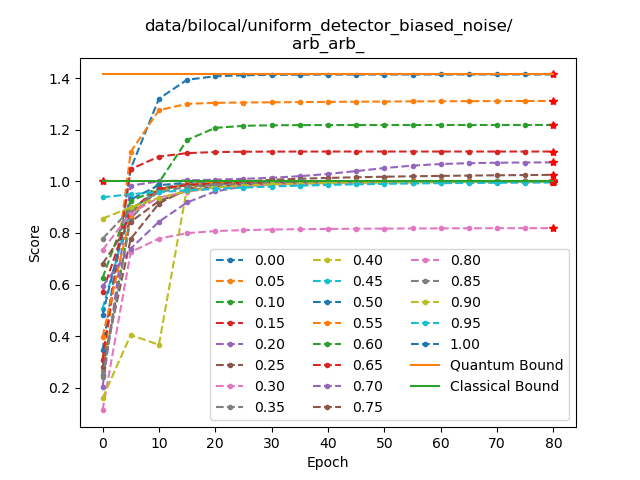 data/bilocal/uniform_detector_biased_noise/
arb_arb_
Score
1.4
1.2
1.0
0.8
0.6
0.4
0.2
0.00 0.40 0.80
0.05 0.45 0.85
0.10 0.50 0.90
0.15 0.55 0.95
0.20 0.60 1.00
0.25 0.65 Quantum Bound
0.30 0.70 Classical Bound
0.35 0.75
0 10 20 30 40 50 60 70 80
Epoch